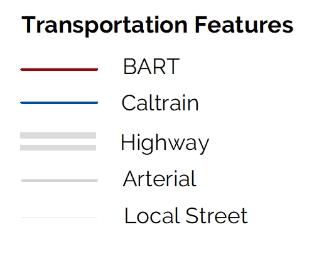 Transportation Features
BART
Caltrain
Highway
Arterial
Local Street